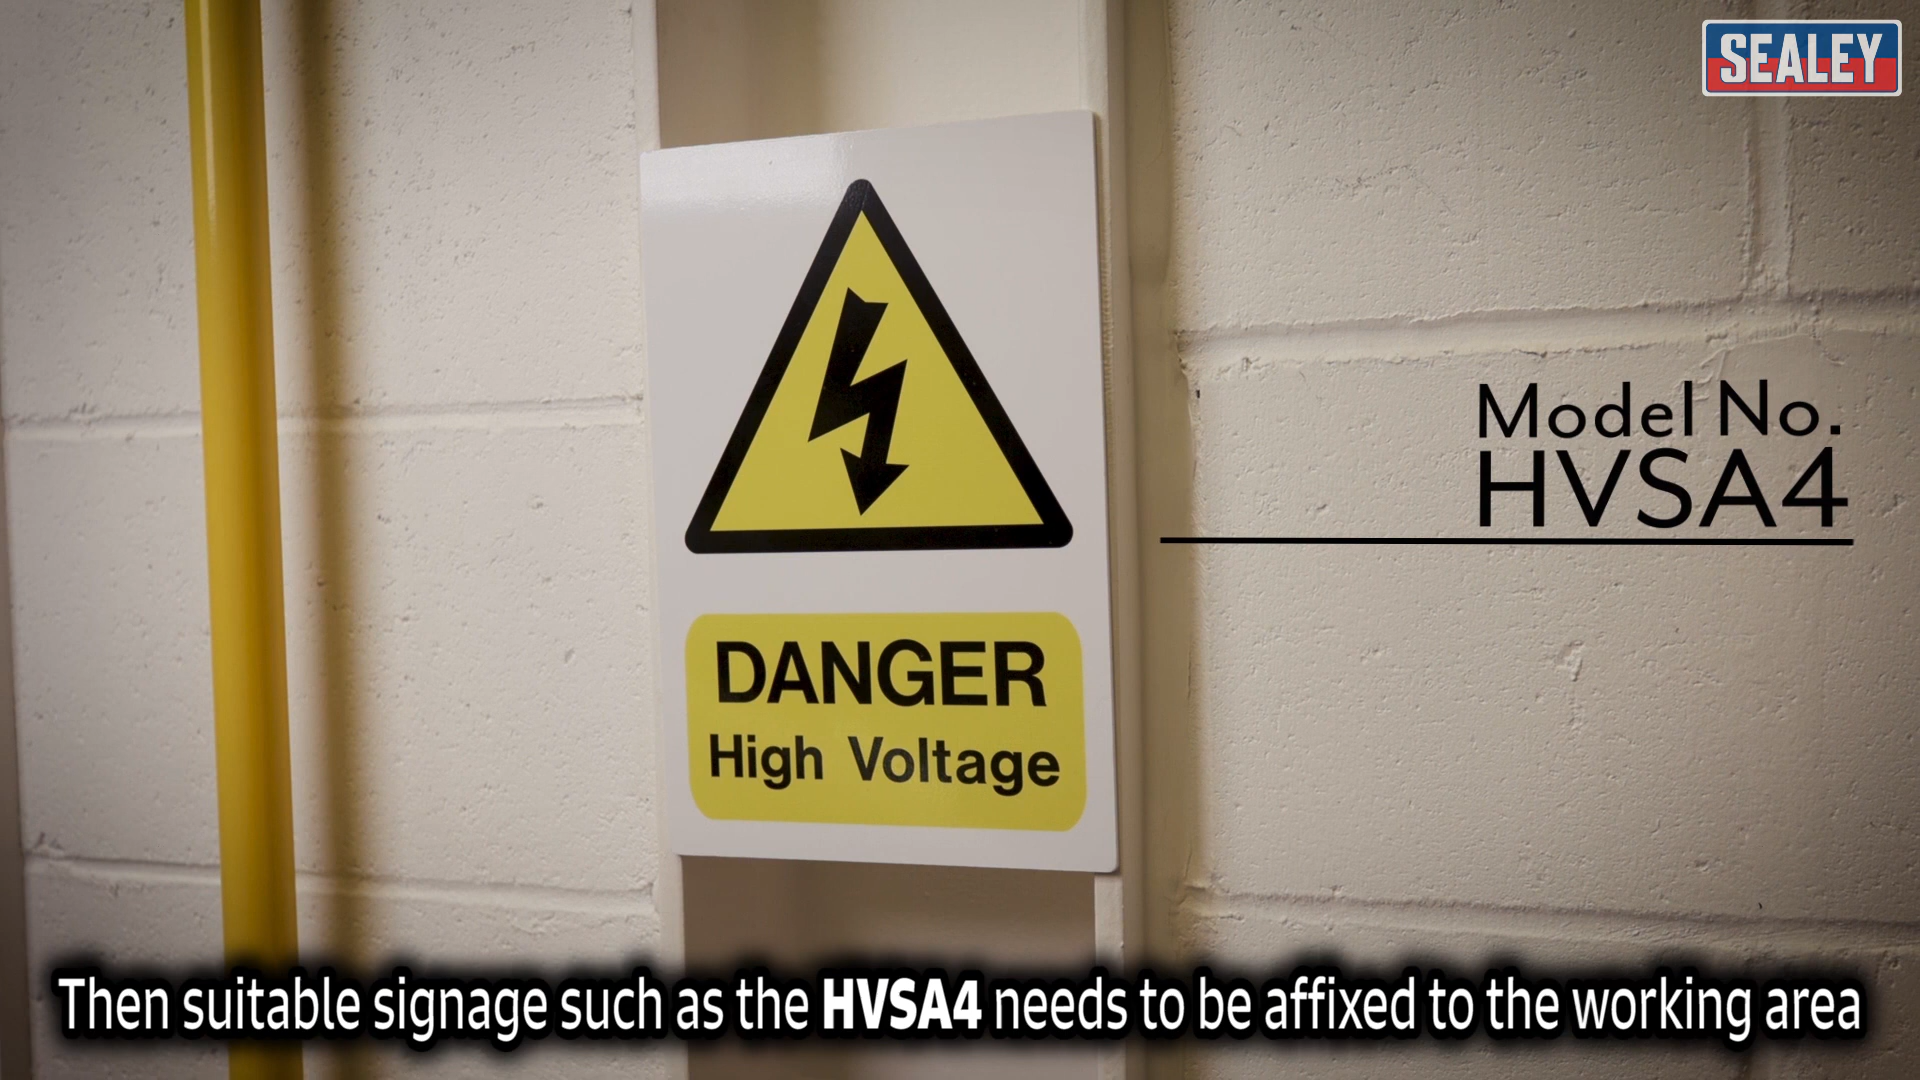 SEALEY
Model No.
HVSA4
DANGER
High Voltage
Then suitable signage such as the HVSA4 needs to be affixed to the working area